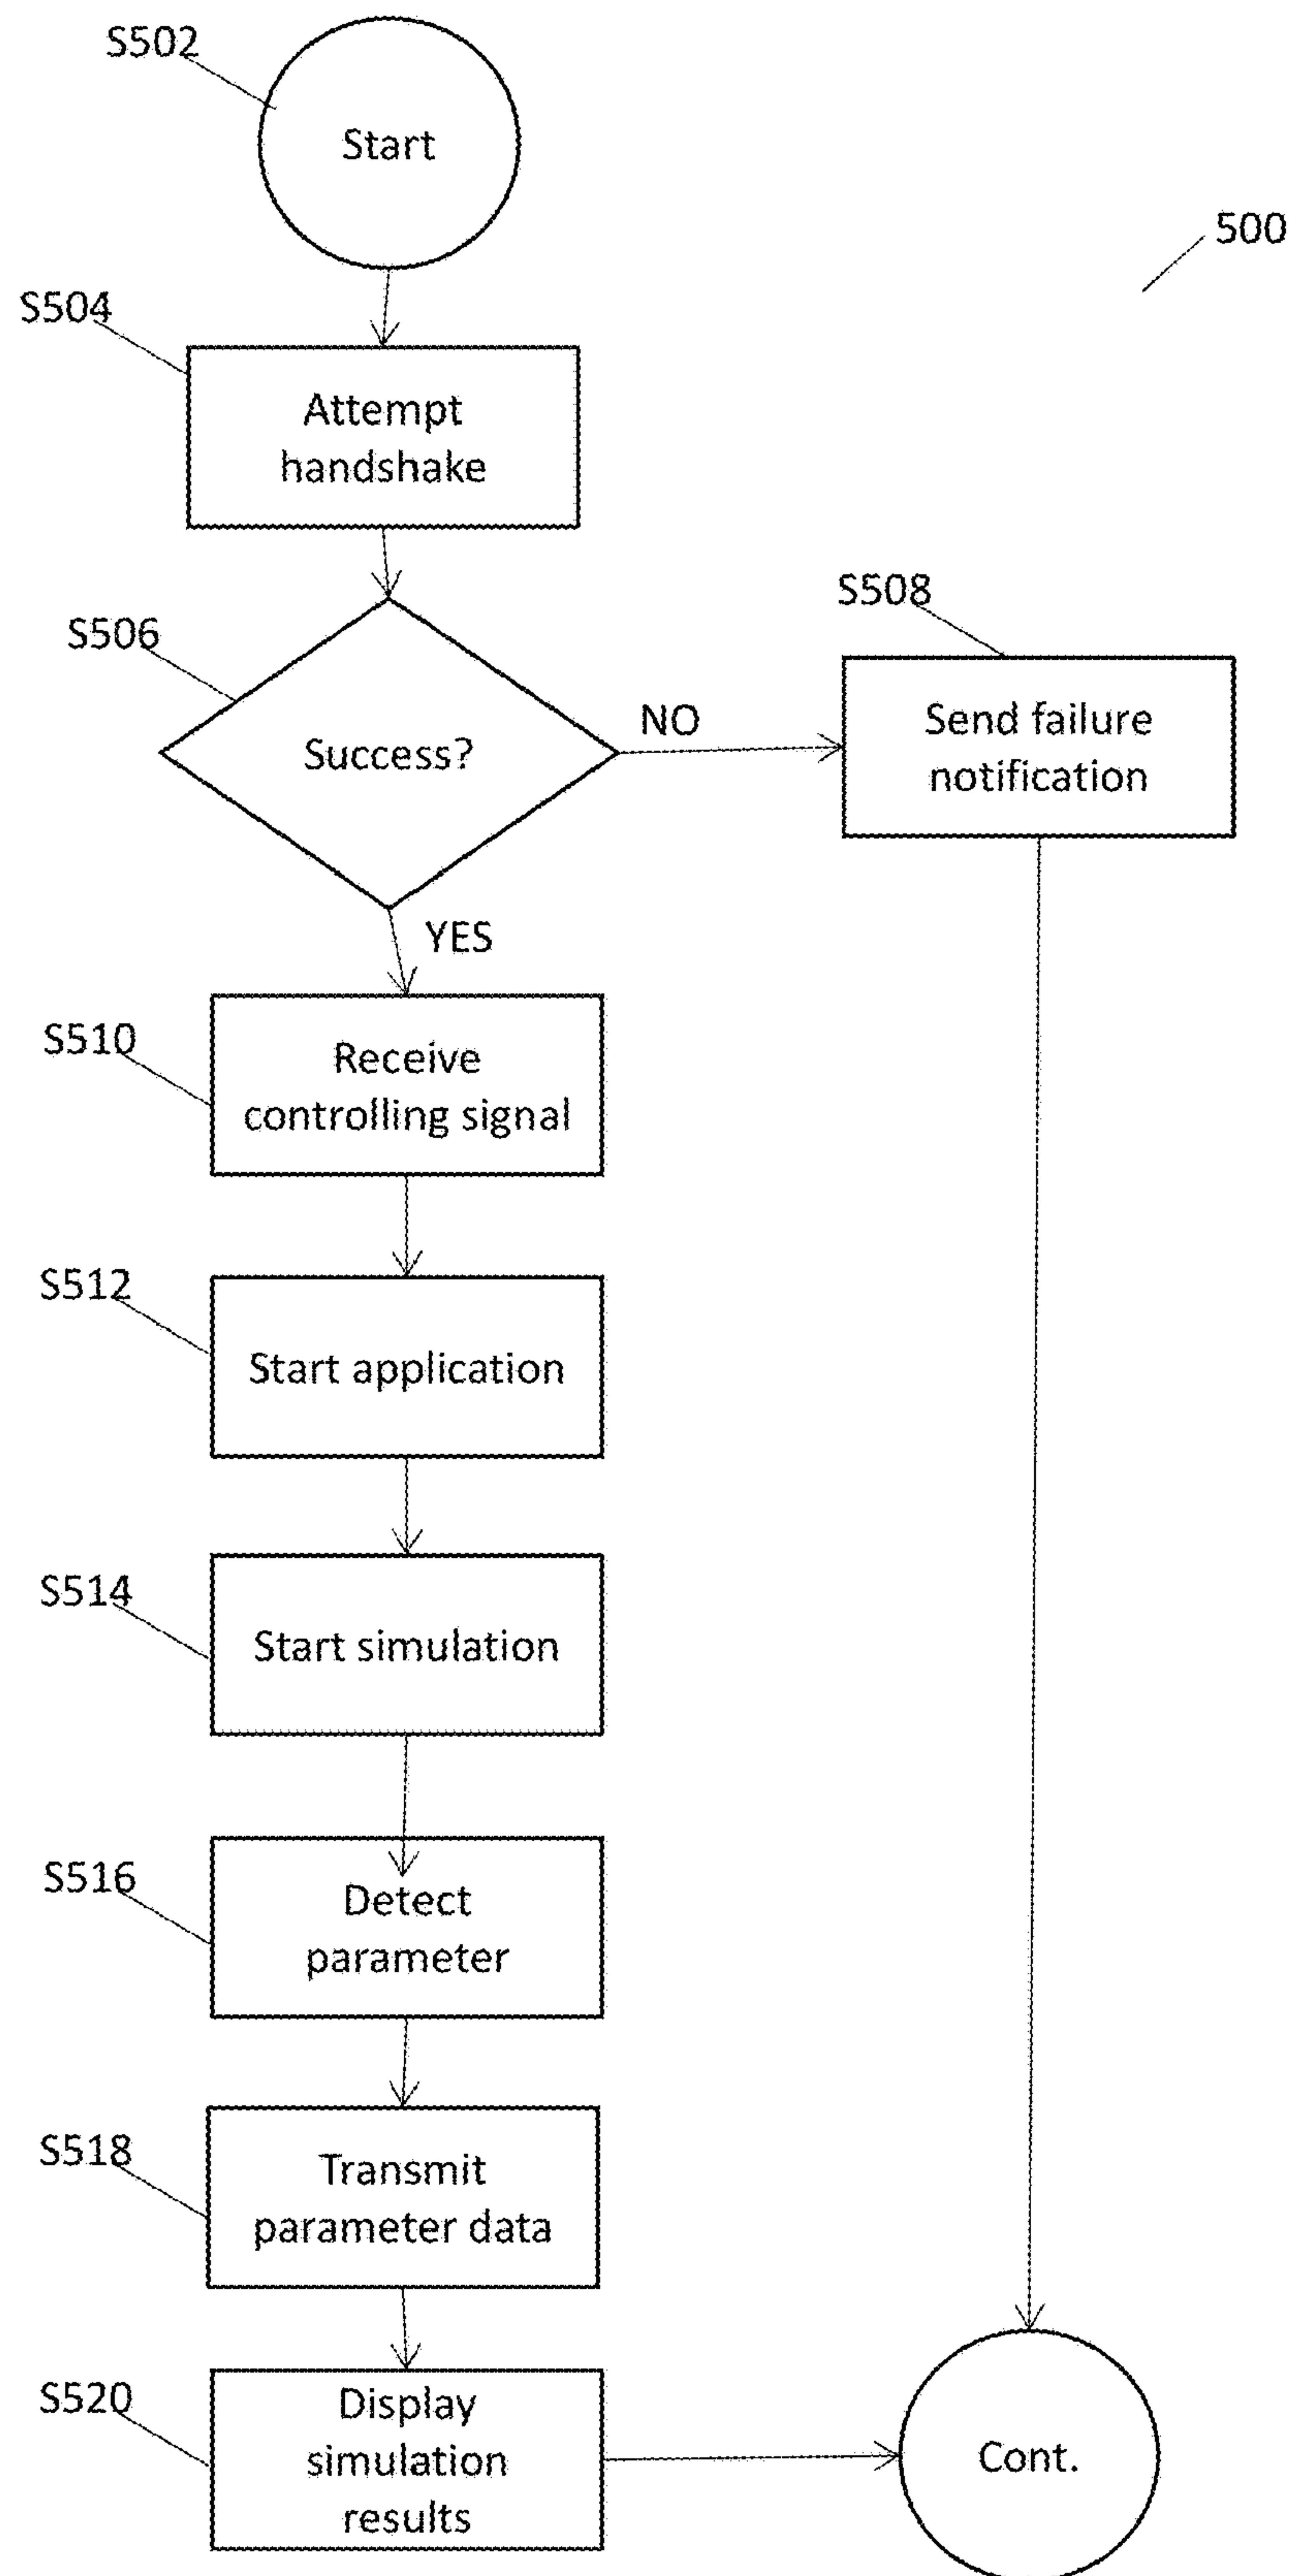 S502
Start
500
S504
Attempt
handshake
S506
Success?
NO
S508
Send failure
notification
YES
S510
Receive
controlling signal
S512
Start application
S514
Start simulation
S516
Detect
parameter
S518
Transmit
parameter data
S520
Display
simulation
results
Cont.